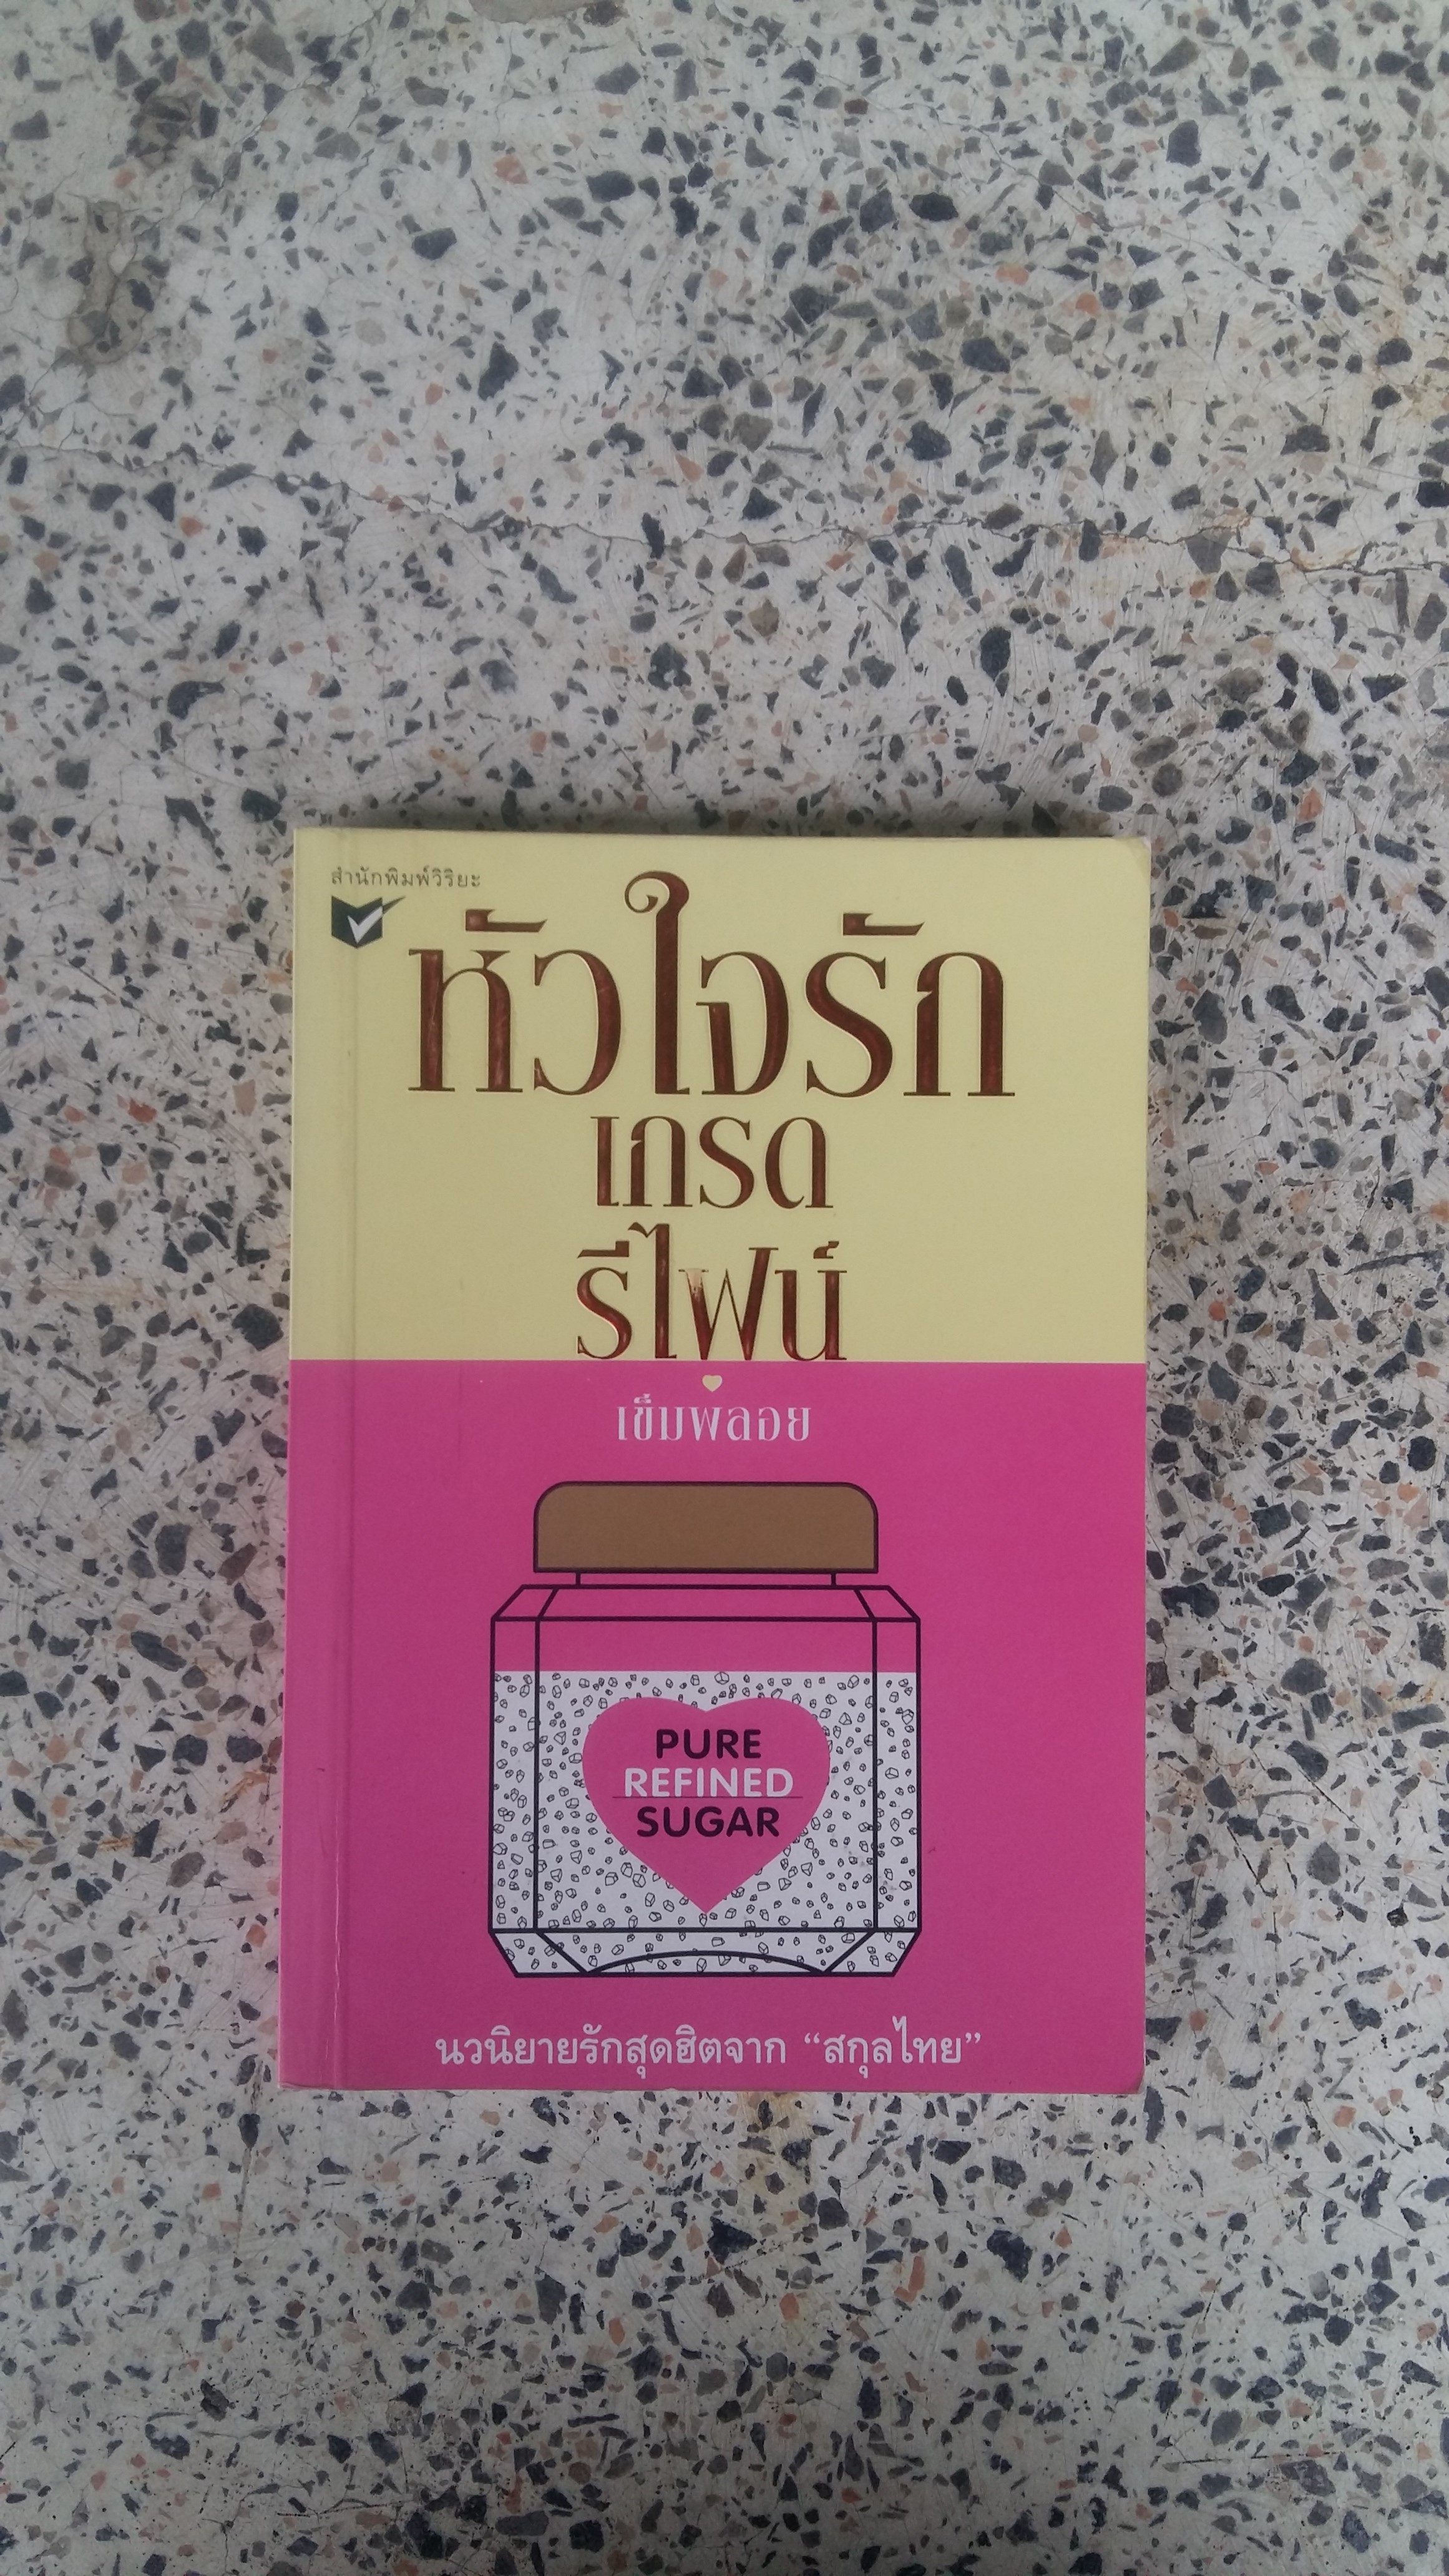 สำนักพิมพ์วิริยะ
หัวใจรัก
เกรด
รีไฟน์
เข็มพลอย
PURE
REFINED
SUGAR
นวนิยายรักสุดฮิตจาก “สกุลไทย”